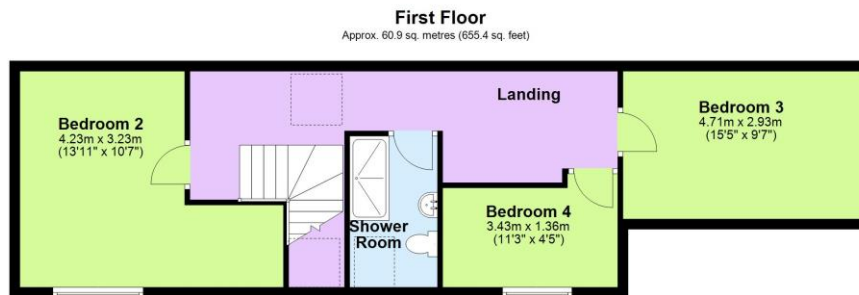 First Floor
Approx. 60.9 sq. metres (655.4 sq. feet)
Bedroom 2
4.23m x 3.23m
(13'11" x 10'7")
Landing
Bedroom 3
4.71m x 2.93m
(15'5" x 9'7")
Shower
Room
Bedroom 4
3.43m x 1.36m
(11'3" x 4'5")